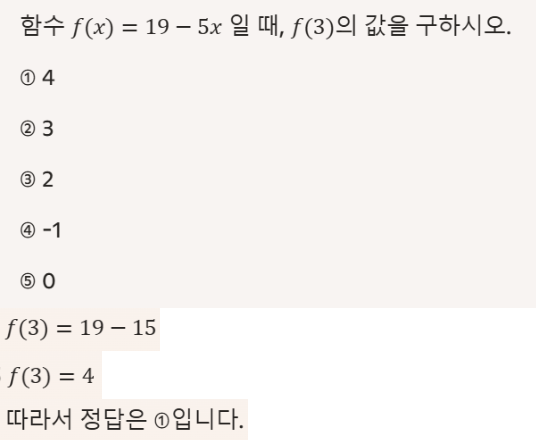 함수 f(x) = 19 − 5x 일 때, f(3)의 값을 구하시오.
① 4
② 3
③ 2
④ -1
⑤ 0
f(3) = 19 − 15
f(3) = 4
따라서 정답은 ①입니다.